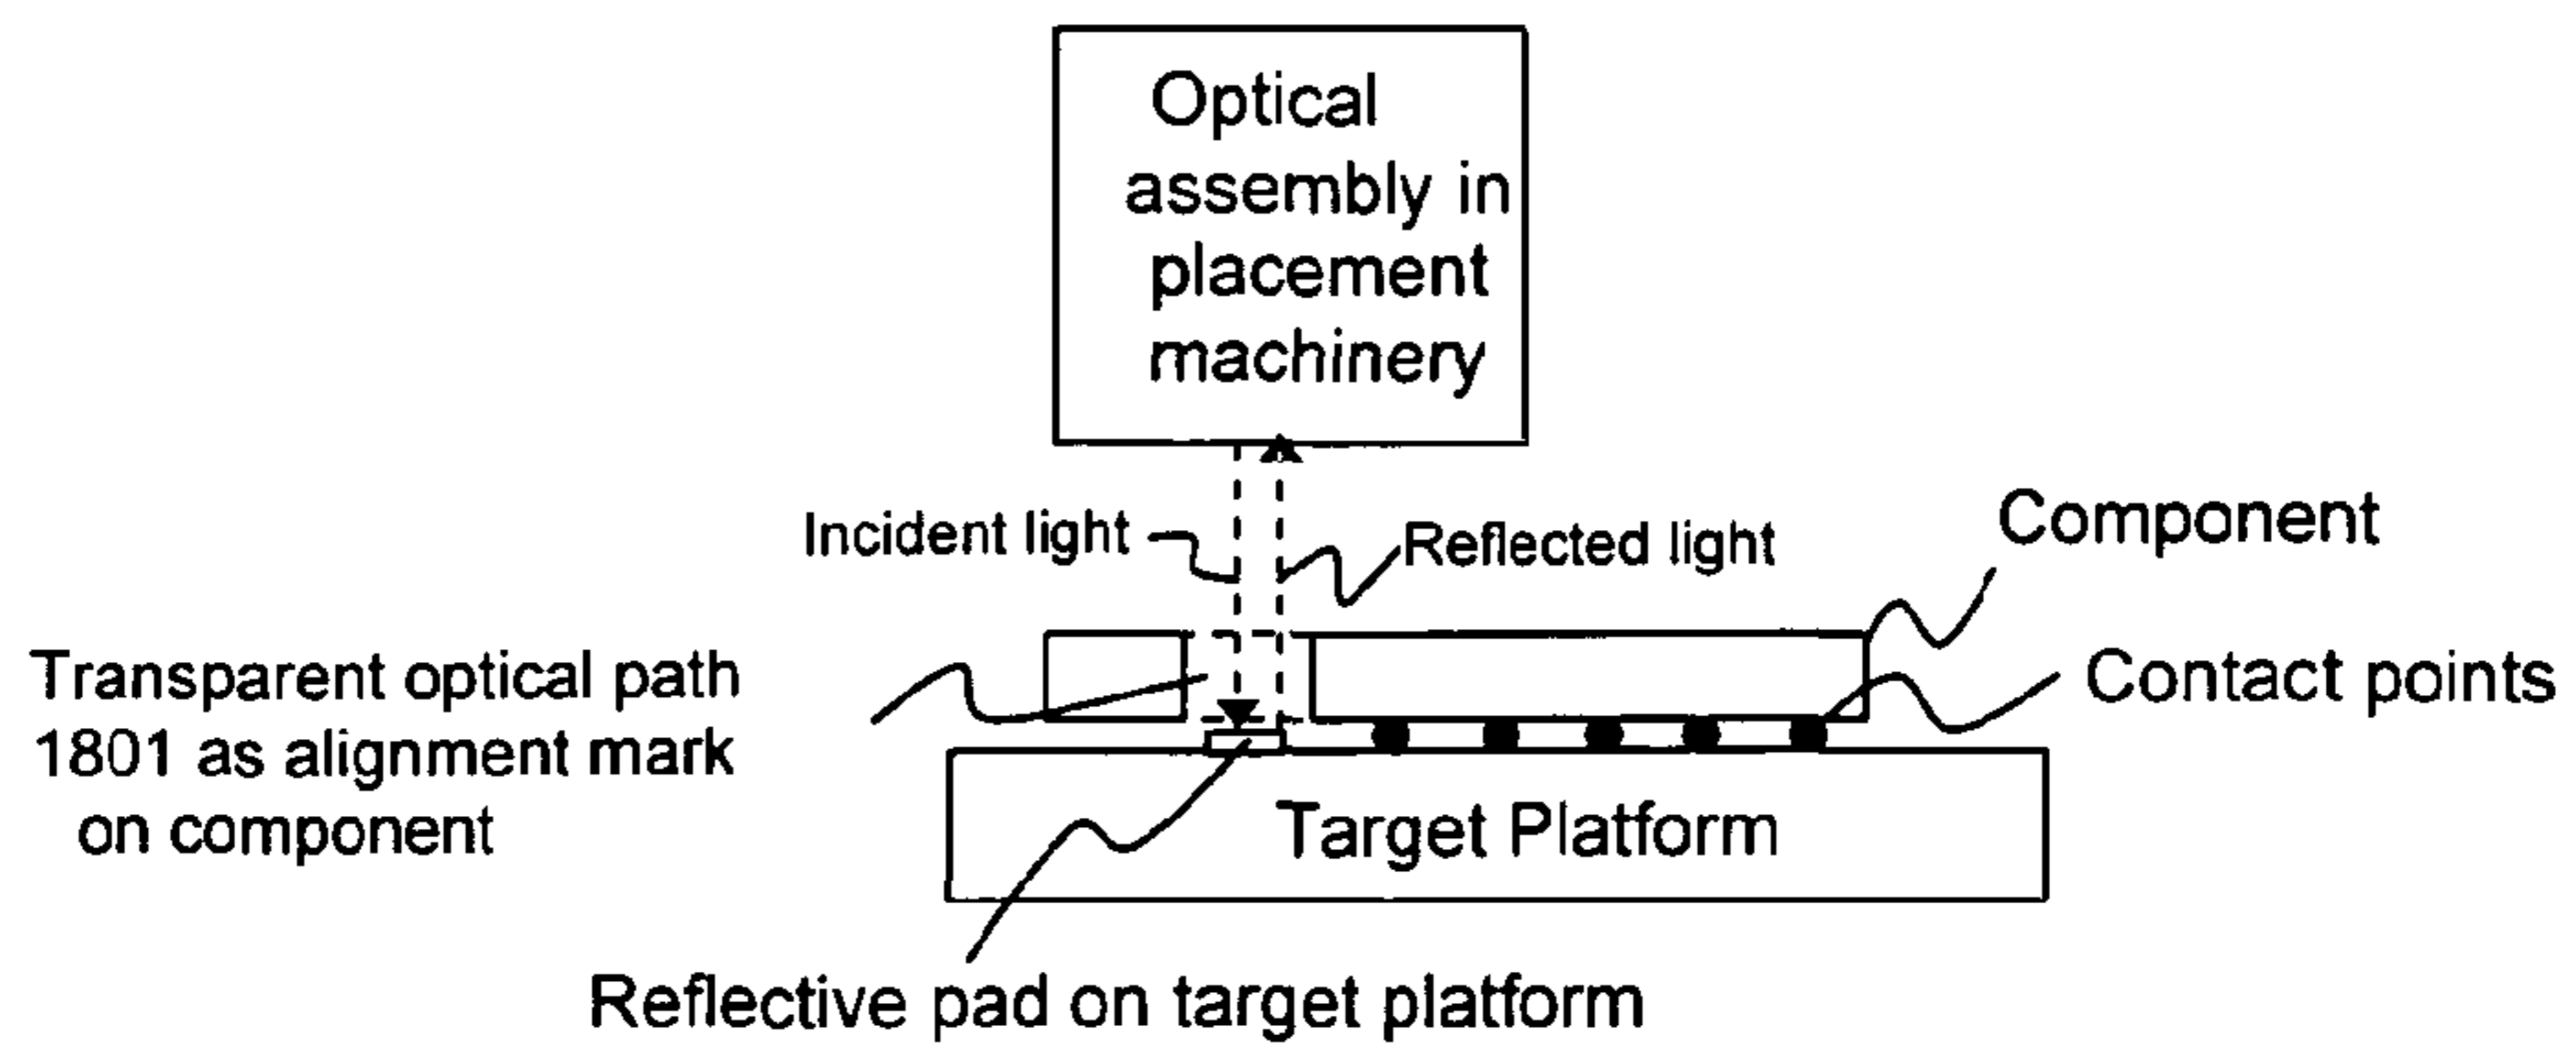 Optical
assembly in
placement
machinery
Incident light
Reflected light
Component
Transparent optical path
1801 as alignment mark
on component
Contact points
Target Platform
Reflective pad on target platform